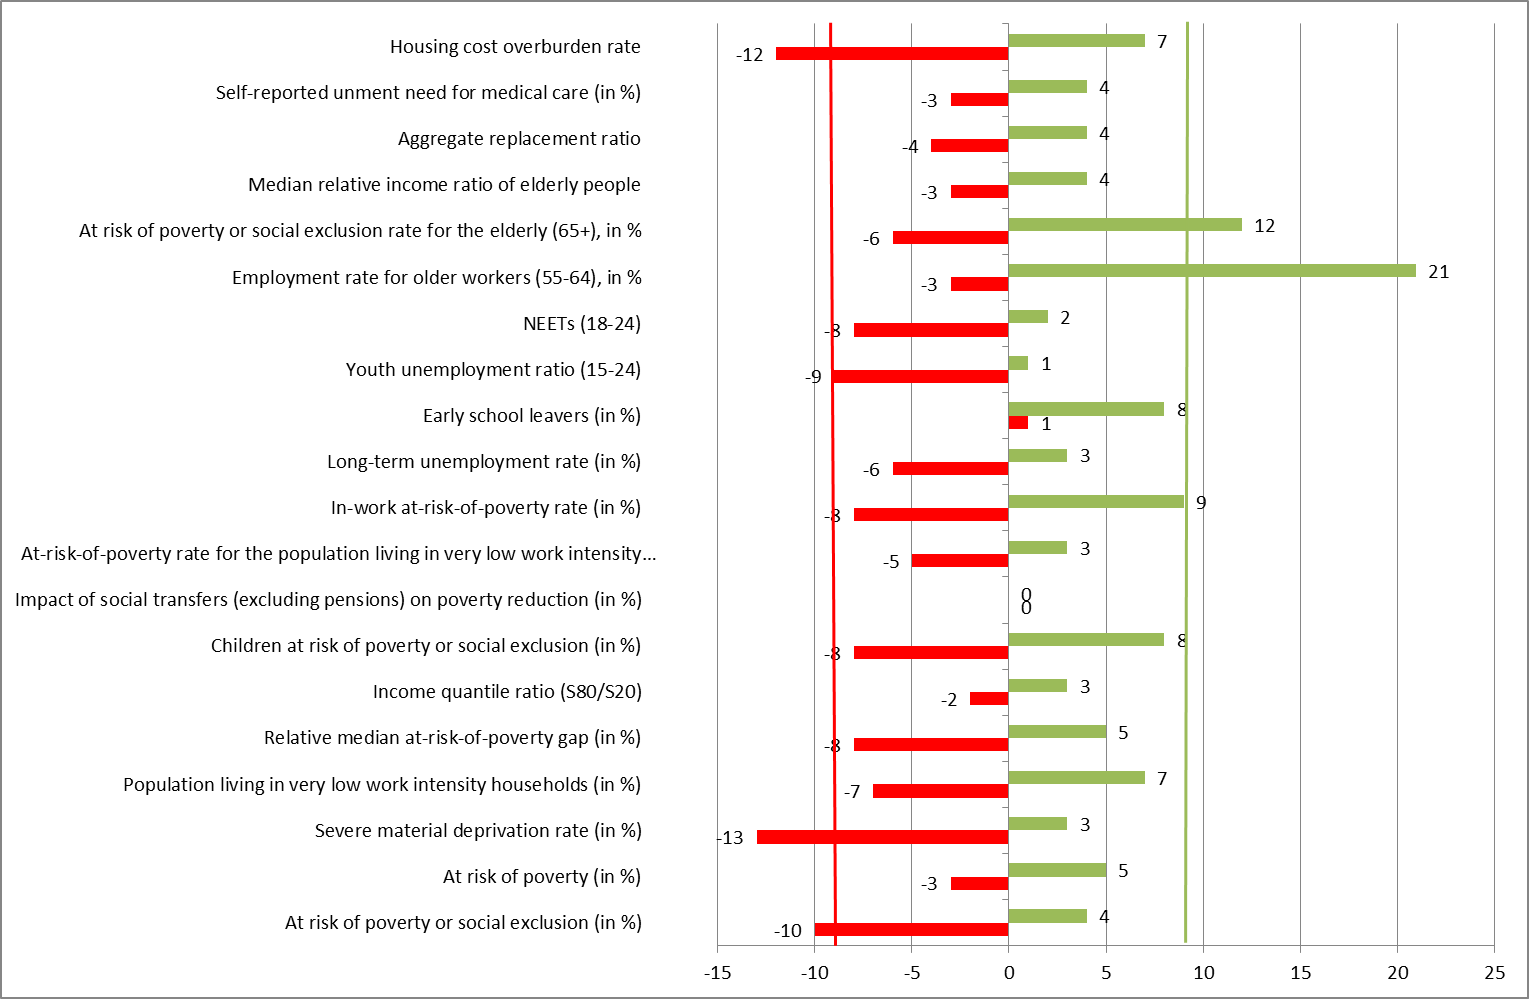 Housing cost overburden rate
7
-12
Self-reported unment need for medical care (in %)
4
-3
Aggregate replacement ratio
4
-4
Median relative income ratio of elderly people
4
-3
At risk of poverty or social exclusion rate for the elderly (65+), in %
12
-6
Employment rate for older workers (55-64), in %
21
-3
NEETs (18-24)
2
-8
Youth unemployment ratio (15-24)
1
-9
Early school leavers (in %)
8
1
Long-term unemployment rate (in %)
3
-6
In-work at-risk-of-poverty rate (in %)
9
-8
At-risk-of-poverty rate for the population living in very low work intensity...
3
-5
Impact of social transfers (excluding pensions) on poverty reduction (in %)
0
0
Children at risk of poverty or social exclusion (in %)
8
-8
Income quantile ratio (S80/S20)
3
-2
Relative median at-risk-of-poverty gap (in %)
5
-8
Population living in very low work intensity households (in %)
7
-7
Severe material deprivation rate (in %)
3
-13
At risk of poverty (in %)
5
-3
At risk of poverty or social exclusion (in %)
4
-10
-15 -10 -5 0 5 10 15 20 25